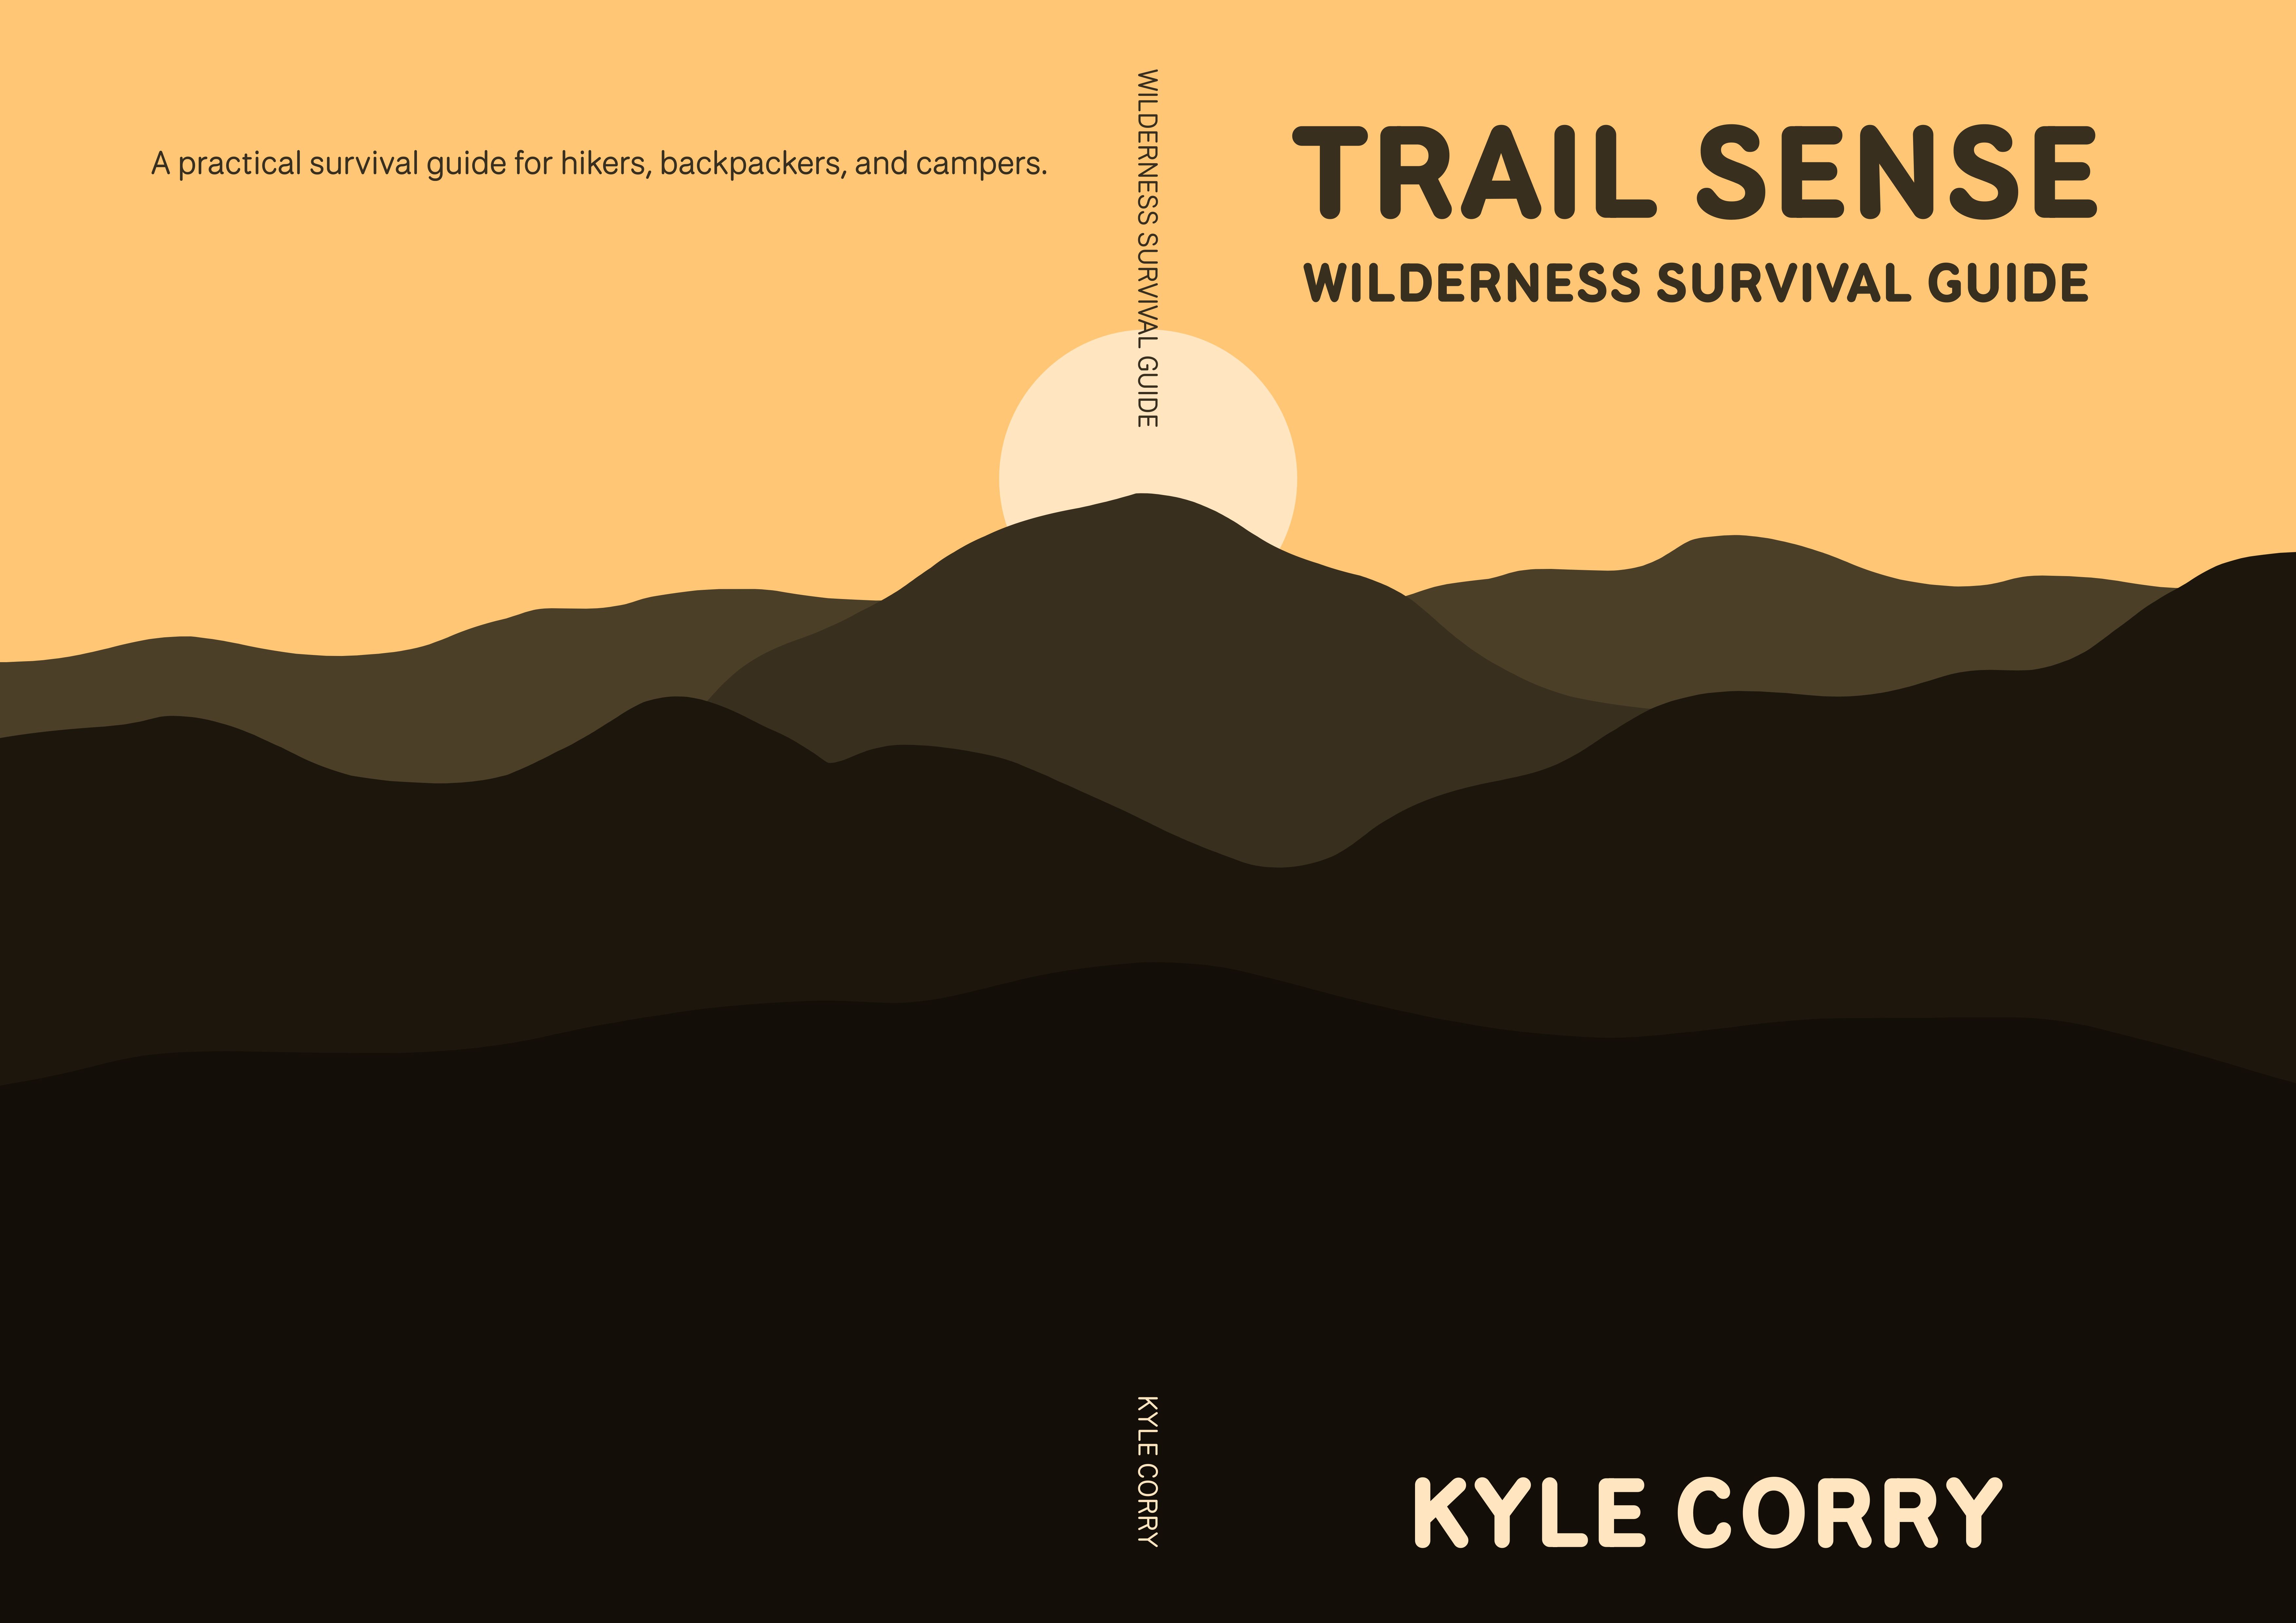 A practical survival guide for hikers, backpackers, and campers.
WILDERNESS SURVIVAL GUIDE
KYLE CORRY
TRAIL SENSE
WILDERNESS SURVIVAL GUIDE
KYLE CORRY